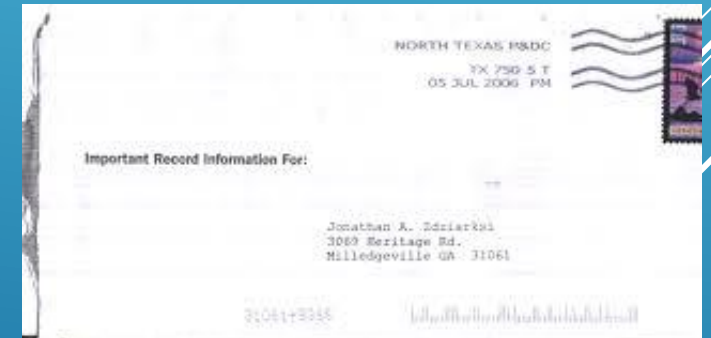 NORTH TEXAS P&DC
TX 750 5 T
05 JUL 2006 PM
Important Record Information For:
Jonathan A. Zdziarksi
3069 Heritage Rd.
Milledgeville GA 31061